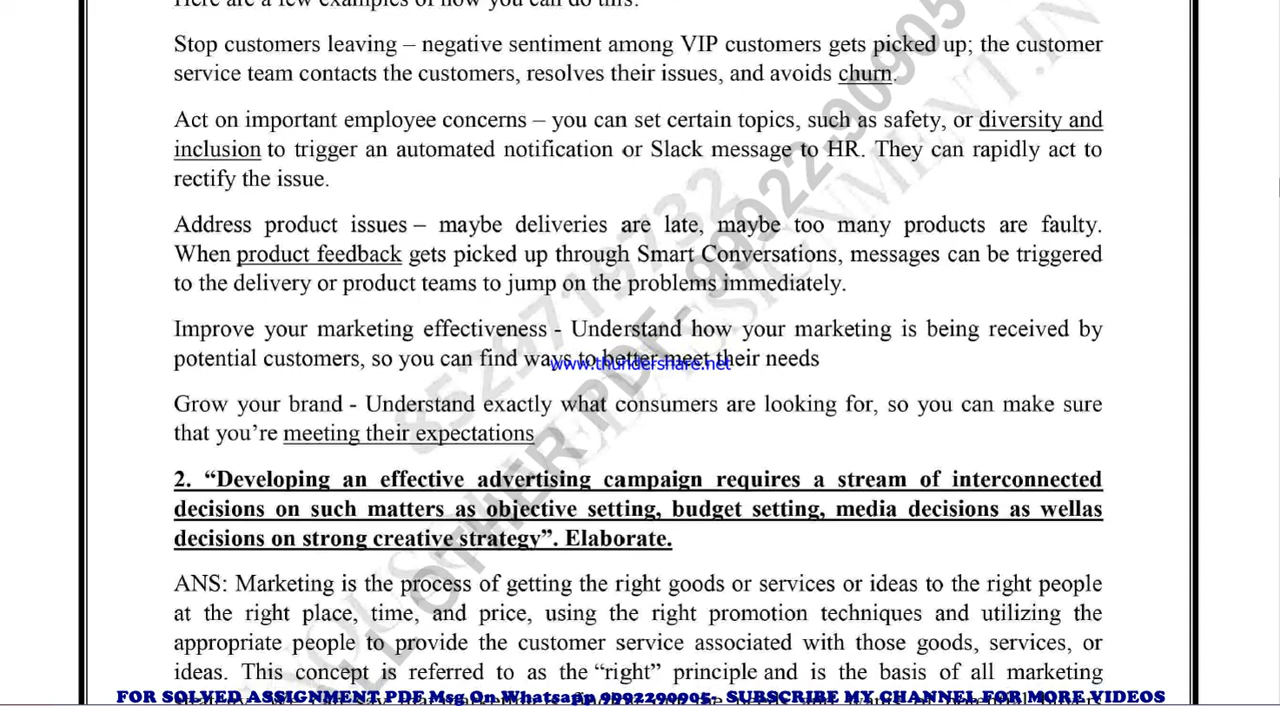 Here are a few examples of how you can do this:
Stop customers leaving – negative sentiment among VIP customers gets picked up; the customer
service team contacts the customers, resolves their issues, and avoids churn.
Act on important employee concerns – you can set certain topics, such as safety, or diversity and
inclusion to trigger an automated notification or Slack message to HR. They can rapidly act to
rectify the issue.
Address product issues – maybe deliveries are late, maybe too many products are faulty.
When product feedback gets picked up through Smart Conversations, messages can be triggered
to the delivery or product teams to jump on the problems immediately.
Improve your marketing effectiveness - Understand how your marketing is being received by
potential customers, so you can find ways to better meet their needs
www.thundershare.net
Grow your brand - Understand exactly what consumers are looking for, so you can make sure
that you’re meeting their expectations
2. “Developing an effective advertising campaign requires a stream of interconnected
decisions on such matters as objective setting, budget setting, media decisions as wellas
decisions on strong creative strategy”. Elaborate.
ANS: Marketing is the process of getting the right goods or services or ideas to the right people
at the right place, time, and price, using the right promotion techniques and utilizing the
appropriate people to provide the customer service associated with those goods, services, or
ideas. This concept is referred to as the “right” principle and is the basis of all marketing
FOR SOLVED ASSIGNMENT PDF Msg On Whatsapp 9992290905- SUBSCRIBE MY CHANNEL FOR MORE VIDEOS
8529719732
OTHER PDF- 99922-90905